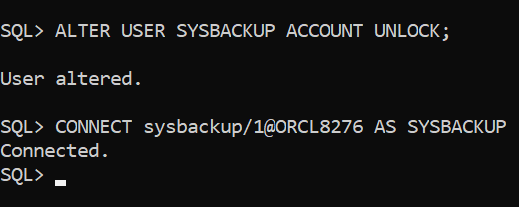 SQL> ALTER USER SYSBACKUP ACCOUNT UNLOCK;
User altered.
SQL> CONNECT sysbackup/1@ORCL8276 AS SYSBACKUP
Connected.
SQL>